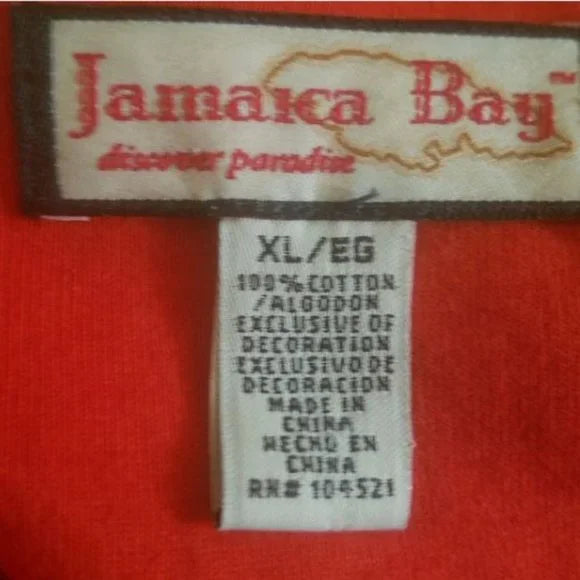 Jamaica Bay™
discover paradise
XL/EG
100% COTTON
/ALGODON
EXCLUSIVE OF
DECORATION
EXCLUSIVO DE
DECORACION
MADE IN
CHINA
HECHO EN
CHINA
RN# 104521